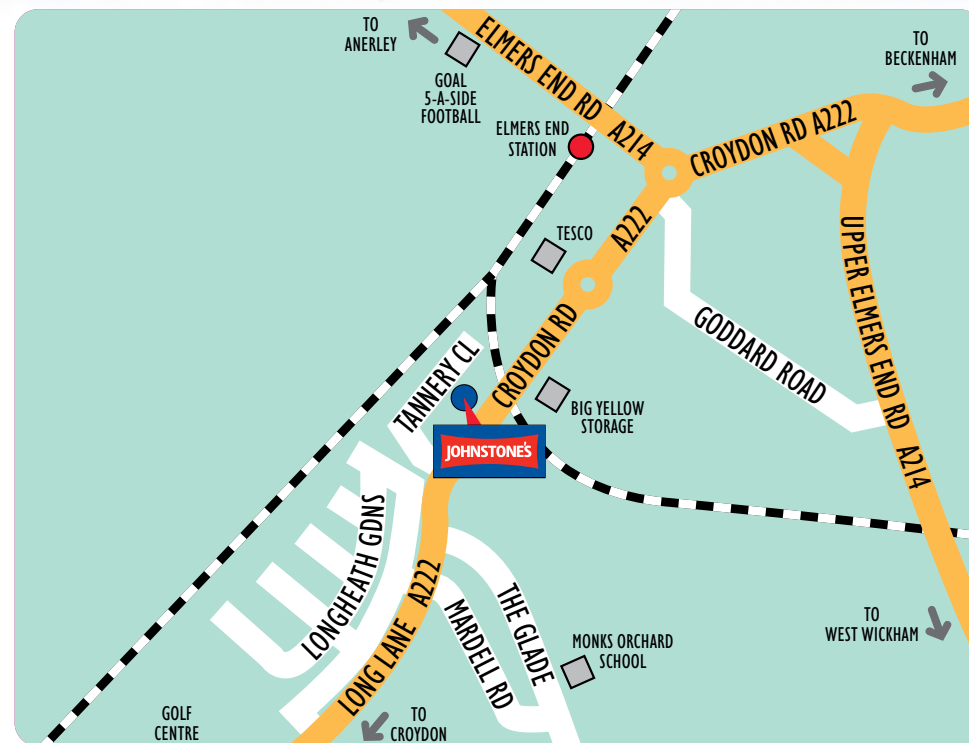 TO
ANERLEY
ELMERS END RD A214
GOAL
5-A-SIDE
FOOTBALL
TO
BECKENHAM
CROYDON RD A222
ELMERS END
STATION
A222
TESCO
UPPER ELMERS END RD A214
GODDARD ROAD
CROYDON RD
TANNERY CL
BIG YELLOW
STORAGE
JOHNSTONE'S
LONGHEATH GDNS
LONG LANE A222
THE GLADE
MARDELL RD
MONKS ORCHARD
SCHOOL
TO
WEST WICKHAM
GOLF
CENTRE
TO
CROYDON